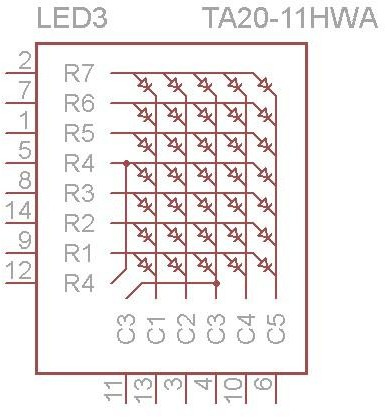 LED3 TA20-11HWA
2 R7
7 R6
1 R5
5 R4
8 R3
14 R2
9 R1
12 R4
C3 C1 C2 C3 C4 C5
11 13 3 4 10 6